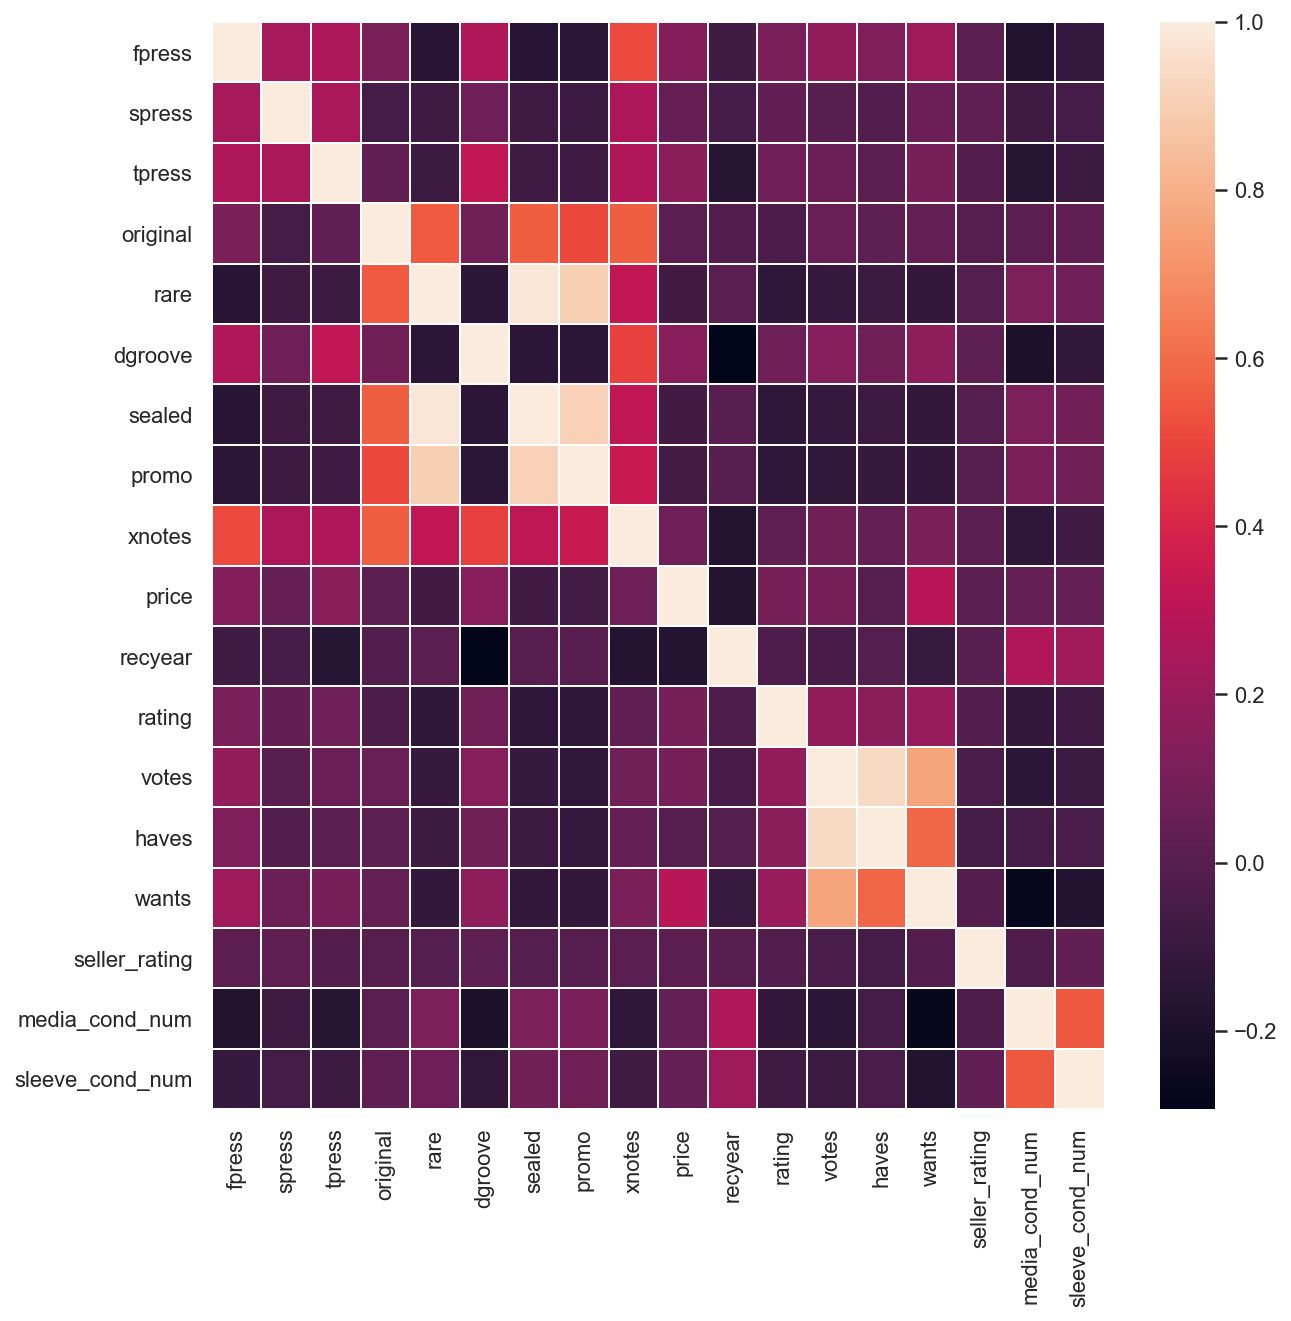 fpress
spress
tpress
original
rare
dgroove
sealed
promo
xnotes
price
recyear
rating
votes
haves
wants
seller_rating
media_cond_num
sleeve_cond_num
fpress
spress
tpress
original
rare
dgroove
sealed
promo
xnotes
price
recyear
rating
votes
haves
wants
seller_rating
media_cond_num
sleeve_cond_num
1.0
0.8
0.6
0.4
0.2
0.0
−0.2